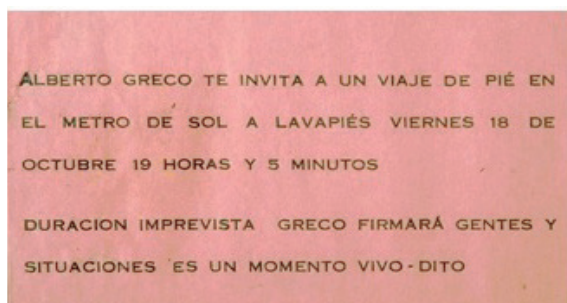 ALBERTO GRECO TE INVITA A UN VIAJE DE PIÉ EN
EL METRO DE SOL A LAVAPIÉS VIERNES 18 DE
OCTUBRE 19 HORAS Y 5 MINUTOS
DURACION IMPREVISTA GRECO FIRMARÁ GENTES Y
SITUACIONES ES UN MOMENTO VIVO-DITO